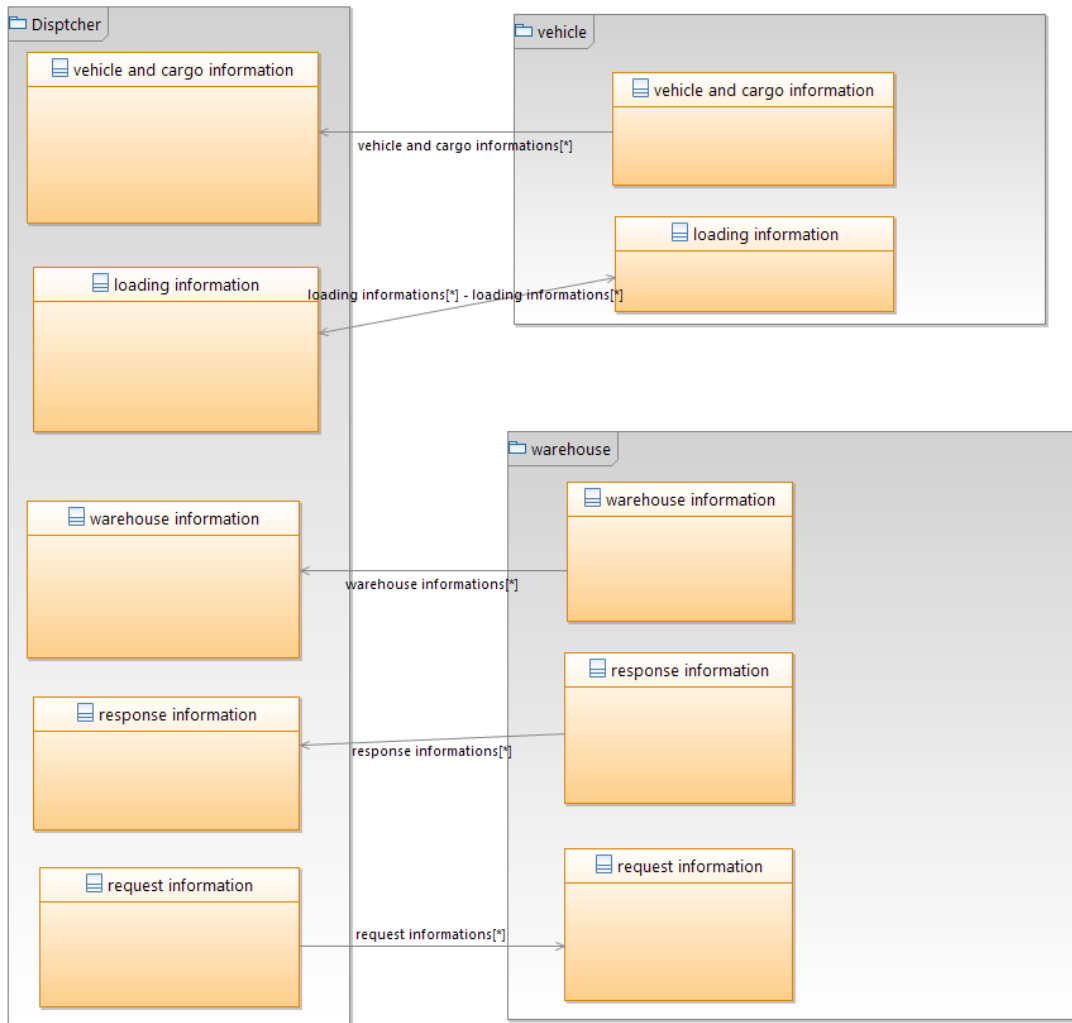 Disptcher
vehicle and cargo information
loading information
warehouse information
response information
request information
vehicle
vehicle and cargo information
loading information
vehicle and cargo informations[*]
loading informations[*] - loading informations[*]
warehouse
warehouse information
response information
request information
warehouse informations[*]
response informations[*]
request informations[*]